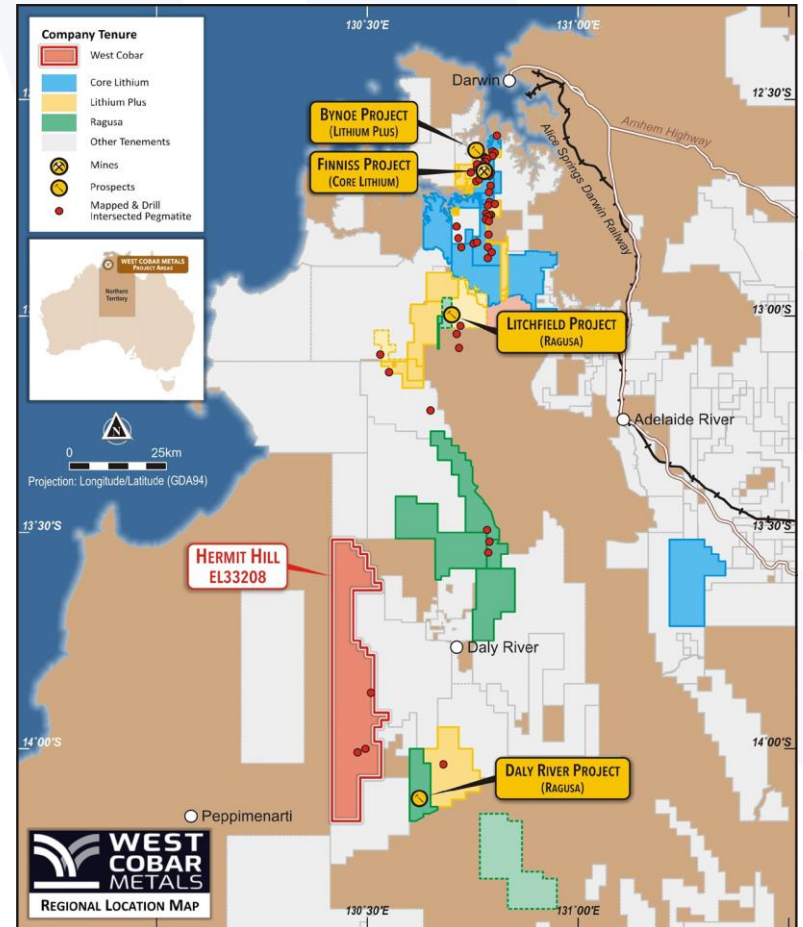 130°30'E
131°00'E
Company Tenure
West Cobar
Core Lithium
Lithium Plus
Ragusa
Other Tenements
Mines
Prospects
Mapped & Drill
Intersected Pegmatite
WEST COBAR METALS
PROJECT AREAS
Northern
Territory
N
0 25km
Projection: Longitude/Latitude (GDA94)
Darwin
12°30'S
Arnhem Highway
Alice Springs Darwin Railway
BYNOE PROJECT
(LITHIUM PLUS)
FINNISS PROJECT
(CORE LITHIUM)
13°00'S
LITCHFIELD PROJECT
(RAGUSA)
Adelaide River
13°30'S
13°30'S
HERMIT HILL
EL33208
Daly River
14°00'S
14°00'S
DALY RIVER PROJECT
(RAGUSA)
Peppimenarti
WEST
COBAR
METALS
REGIONAL LOCATION MAP
130°30'E
131°00'E